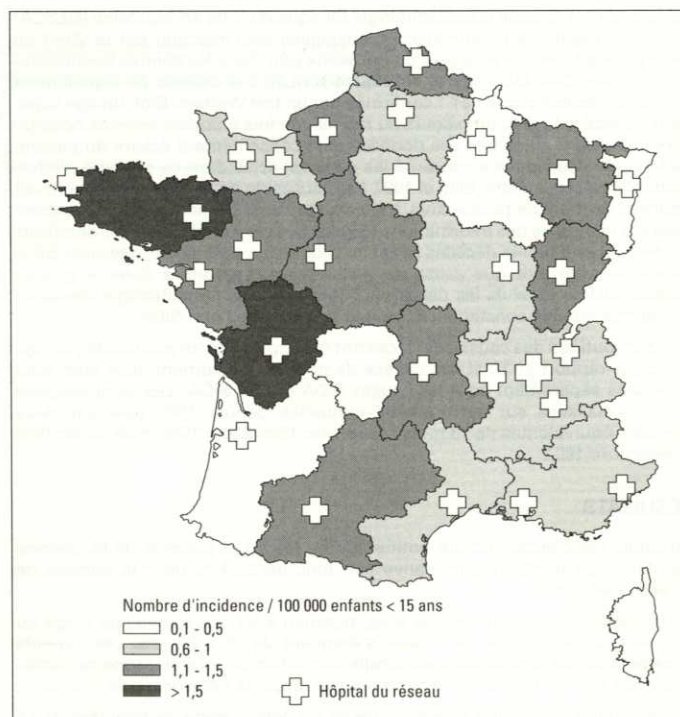 Nombre d'incidence / 100 000 enfants < 15 ans
0,1 - 0,5
0,6 - 1
1,1 - 1,5
> 1,5
Hôpital du réseau